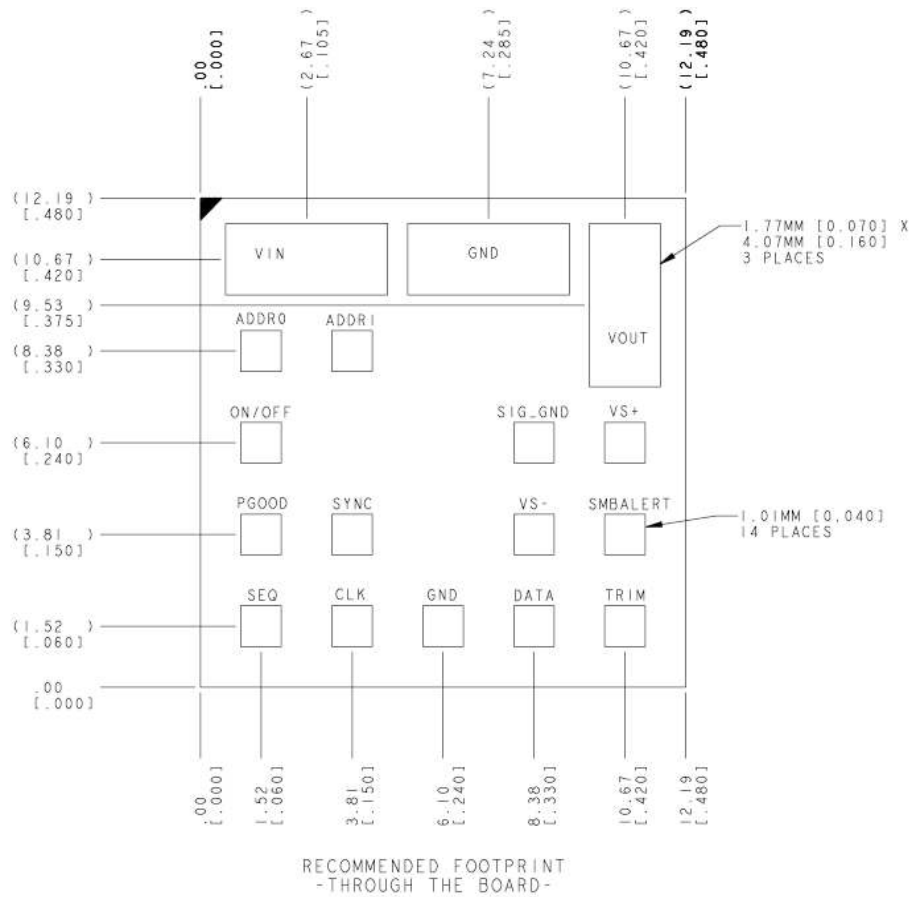 .00
[.000]
(2.67 )
[.105]
(7.24 )
[.285]
(10.67 )
[.420]
(12.19 )
[.480]
(12.19 )
[.480]
(10.67 )
[.420]
(9.53 )
[.375]
(8.38 )
[.330]
(6.10 )
[.240]
(3.81 )
[.150]
(1.52 )
[.060]
.00
[.000]
VIN
GND
VOUT
1.77MM [0.070] X
4.07MM [0.160]
3 PLACES
ADDR0 ADDR1
ON/OFF SIG_GND VS+
PGOOD SYNC VS- SMBALERT
1.01MM [0.040]
14 PLACES
SEQ CLK GND DATA TRIM
.00
[.000]
1.52
[.060]
3.81
[.150]
6.10
[.240]
8.38
[.330]
10.67
[.420]
12.19
[.480]
RECOMMENDED FOOTPRINT
-THROUGH THE BOARD-